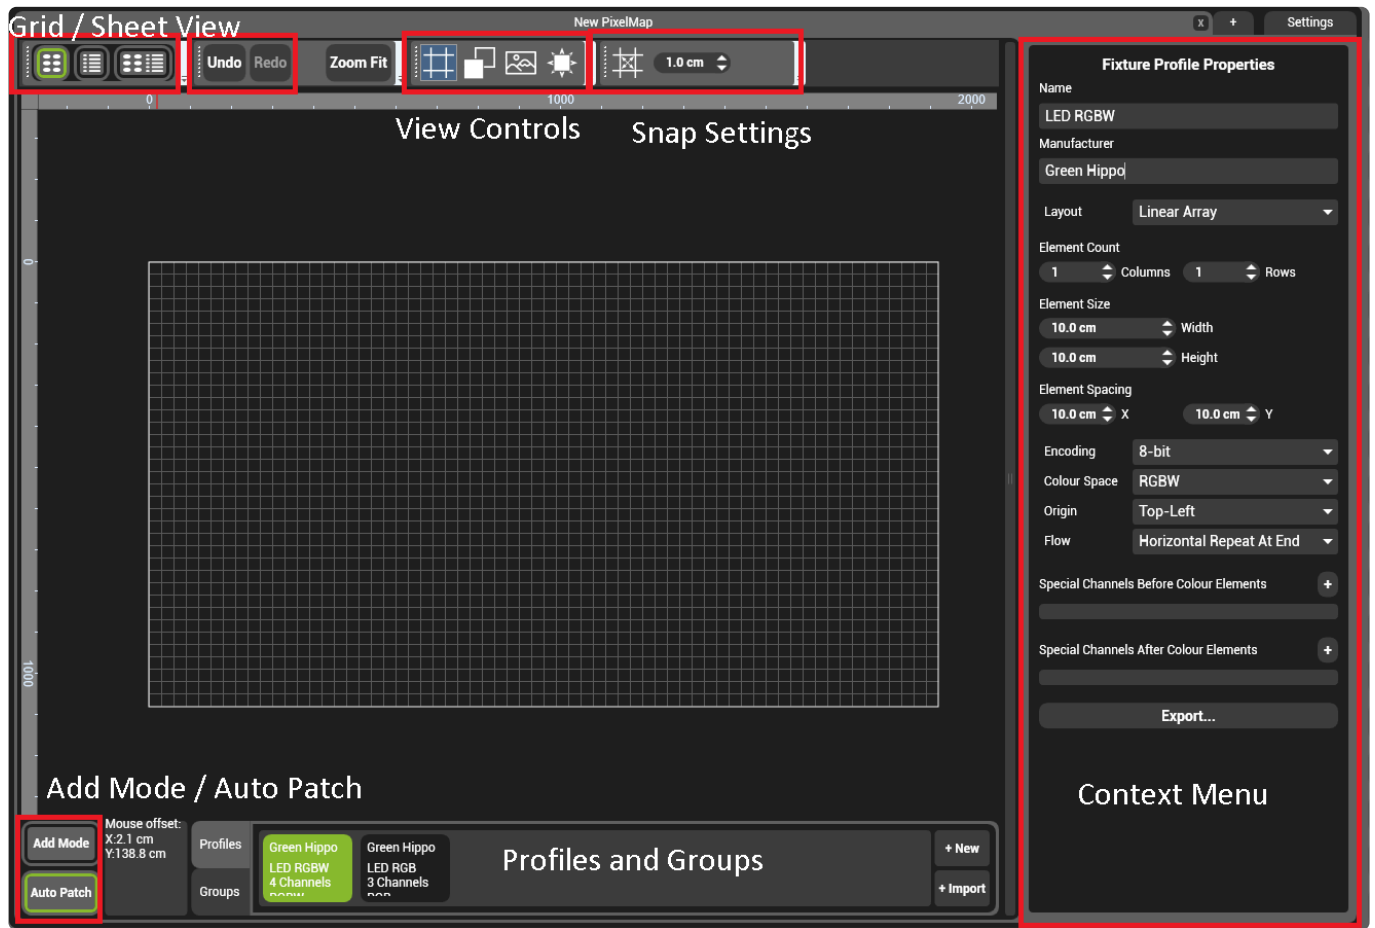 Grid / Sheet View
New PixelMap
x
+
Settings
Undo
Redo
Zoom Fit
1.0 cm
0
1000
2000
View Controls
Snap Settings
0
1000
Fixture Profile Properties
Name
LED RGBW
Manufacturer
Green Hippo
Layout
Linear Array
Element Count
1
Columns
1
Rows
Element Size
10.0 cm
Width
10.0 cm
Height
Element Spacing
10.0 cm
X
10.0 cm
Y
Encoding
8-bit
Colour Space
RGBW
Origin
Top-Left
Flow
Horizontal Repeat At End
Special Channels Before Colour Elements
+
Special Channels After Colour Elements
+
Export...
Context Menu
Add Mode / Auto Patch
Add Mode
Auto Patch
Mouse offset:
X:2.1 cm
Y:138.8 cm
Profiles
Groups
Green Hippo
LED RGBW
4 Channels
RGBW
Green Hippo
LED RGB
3 Channels
RGB
Profiles and Groups
+ New
+ Import